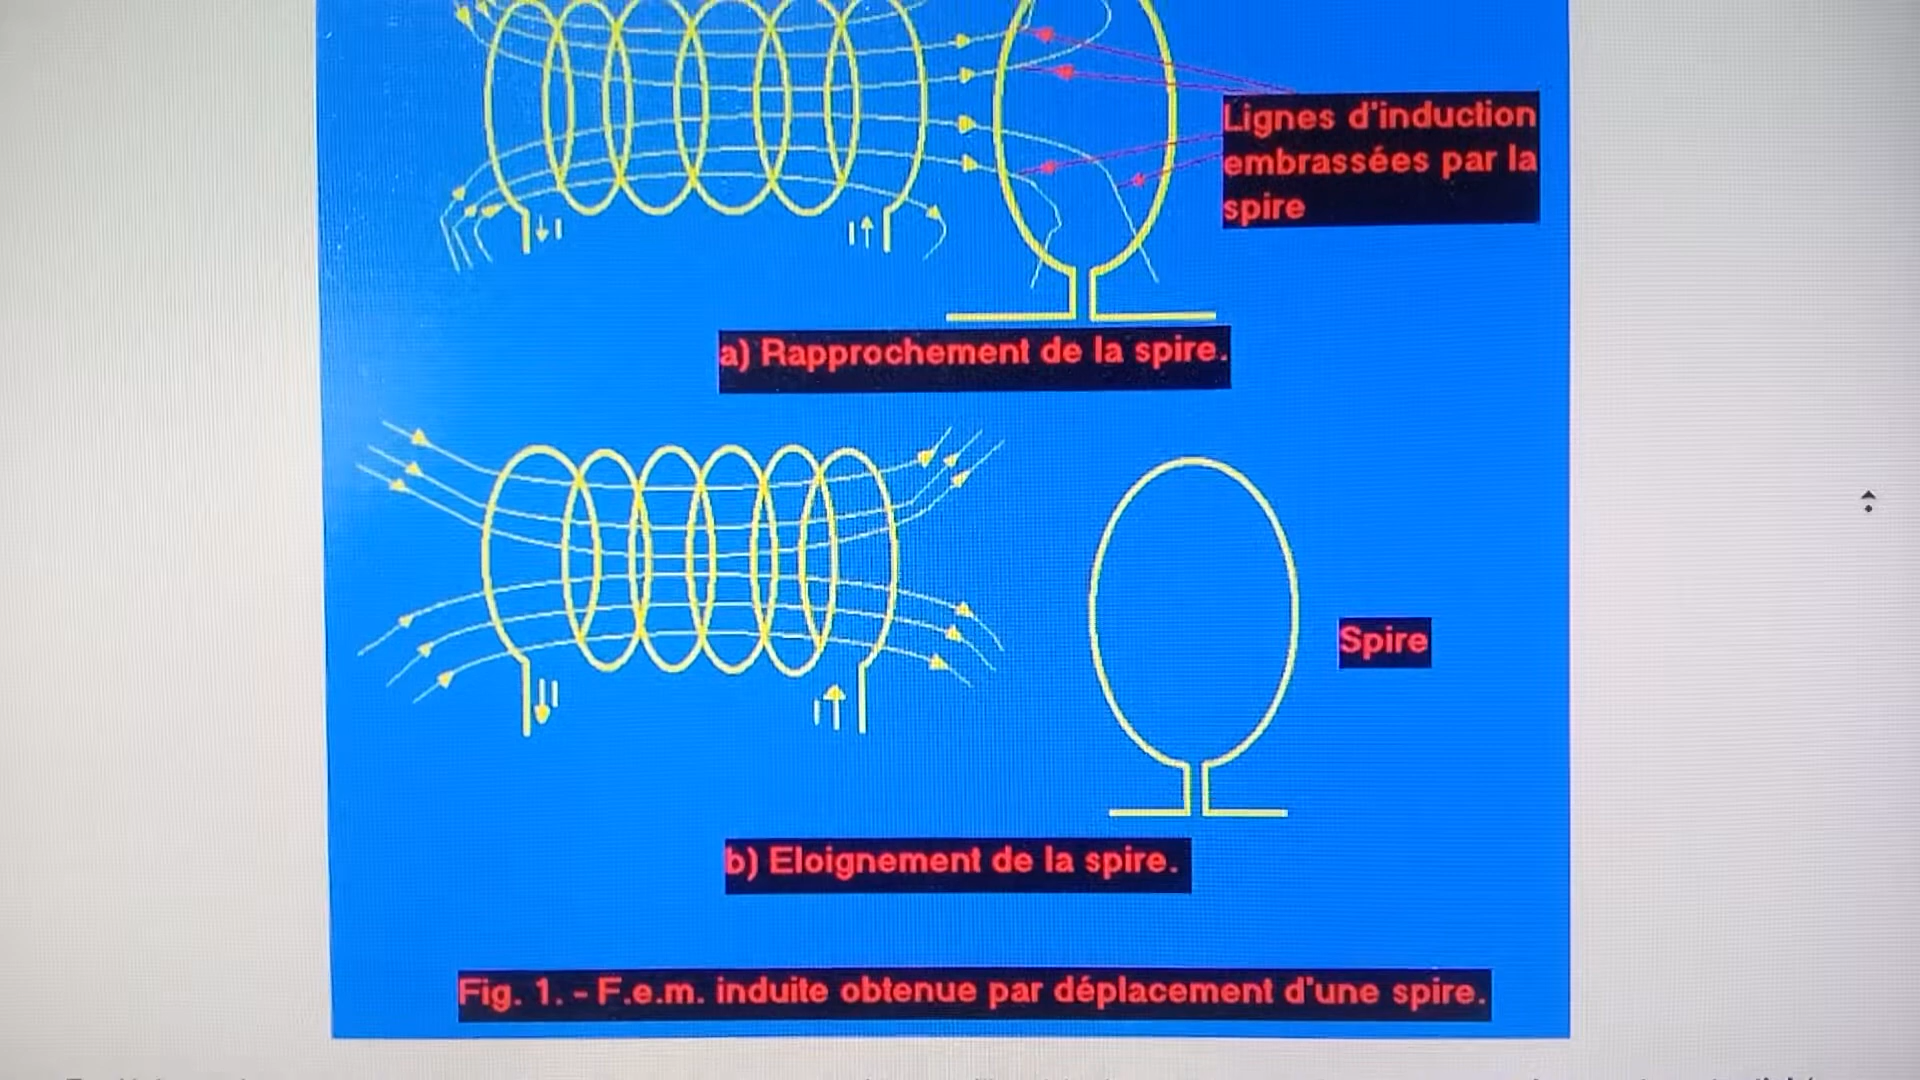 Lignes d'induction
embrassées par la
spire
I
I
a) Rapprochement de la spire.
I
I
Spire
b) Eloignement de la spire.
Fig. 1. - F.e.m. induite obtenue par déplacement d'une spire.